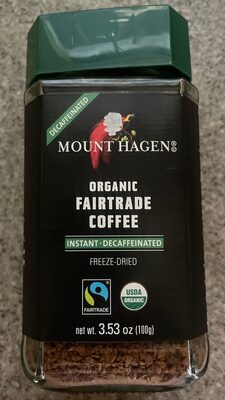 DECAFFEINATED
MOUNT HAGEN®
ORGANIC
FAIRTRADE
COFFEE
INSTANT · DECAFFEINATED
FREEZE-DRIED
FAIRTRADE
USDA
ORGANIC
net wt. 3.53 oz (100g)